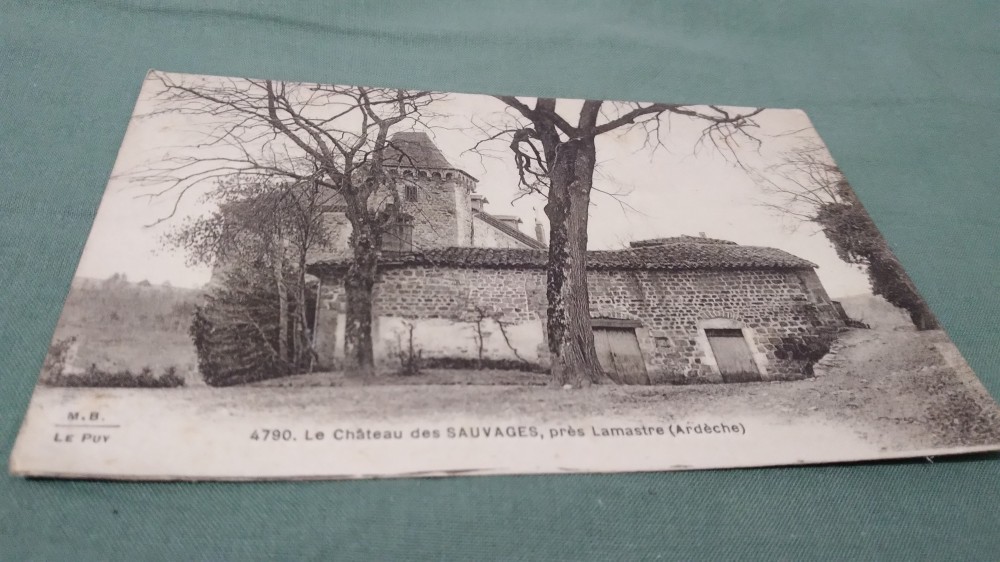 M. B.
LE PUY
4790. Le Château des SAUVAGES, près Lamastre (Ardèche)